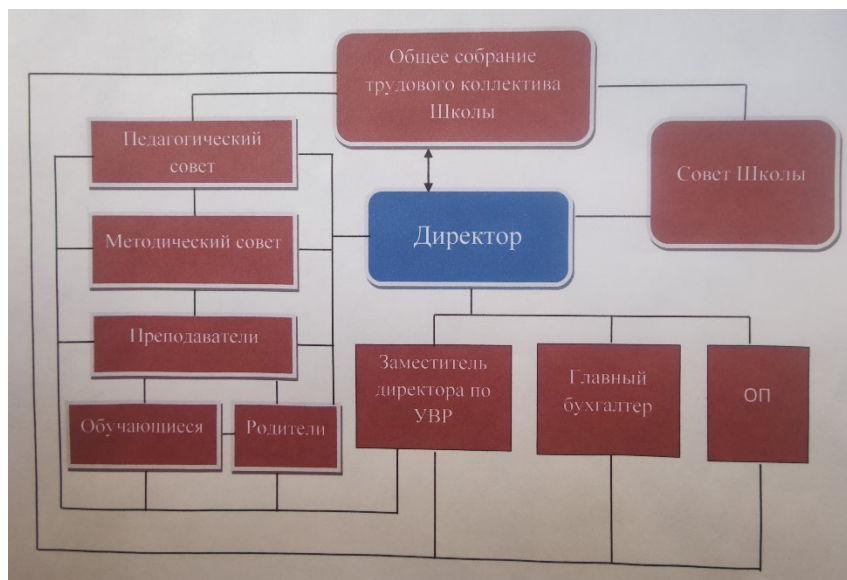 Общее собрание
трудового коллектива
Школы
Педагогический
совет
Совет Школы
Методический совет
Директор
Преподаватели
Заместитель
директора по
УВР
Главный
бухгалтер
ОП
Обучающиеся
Родители